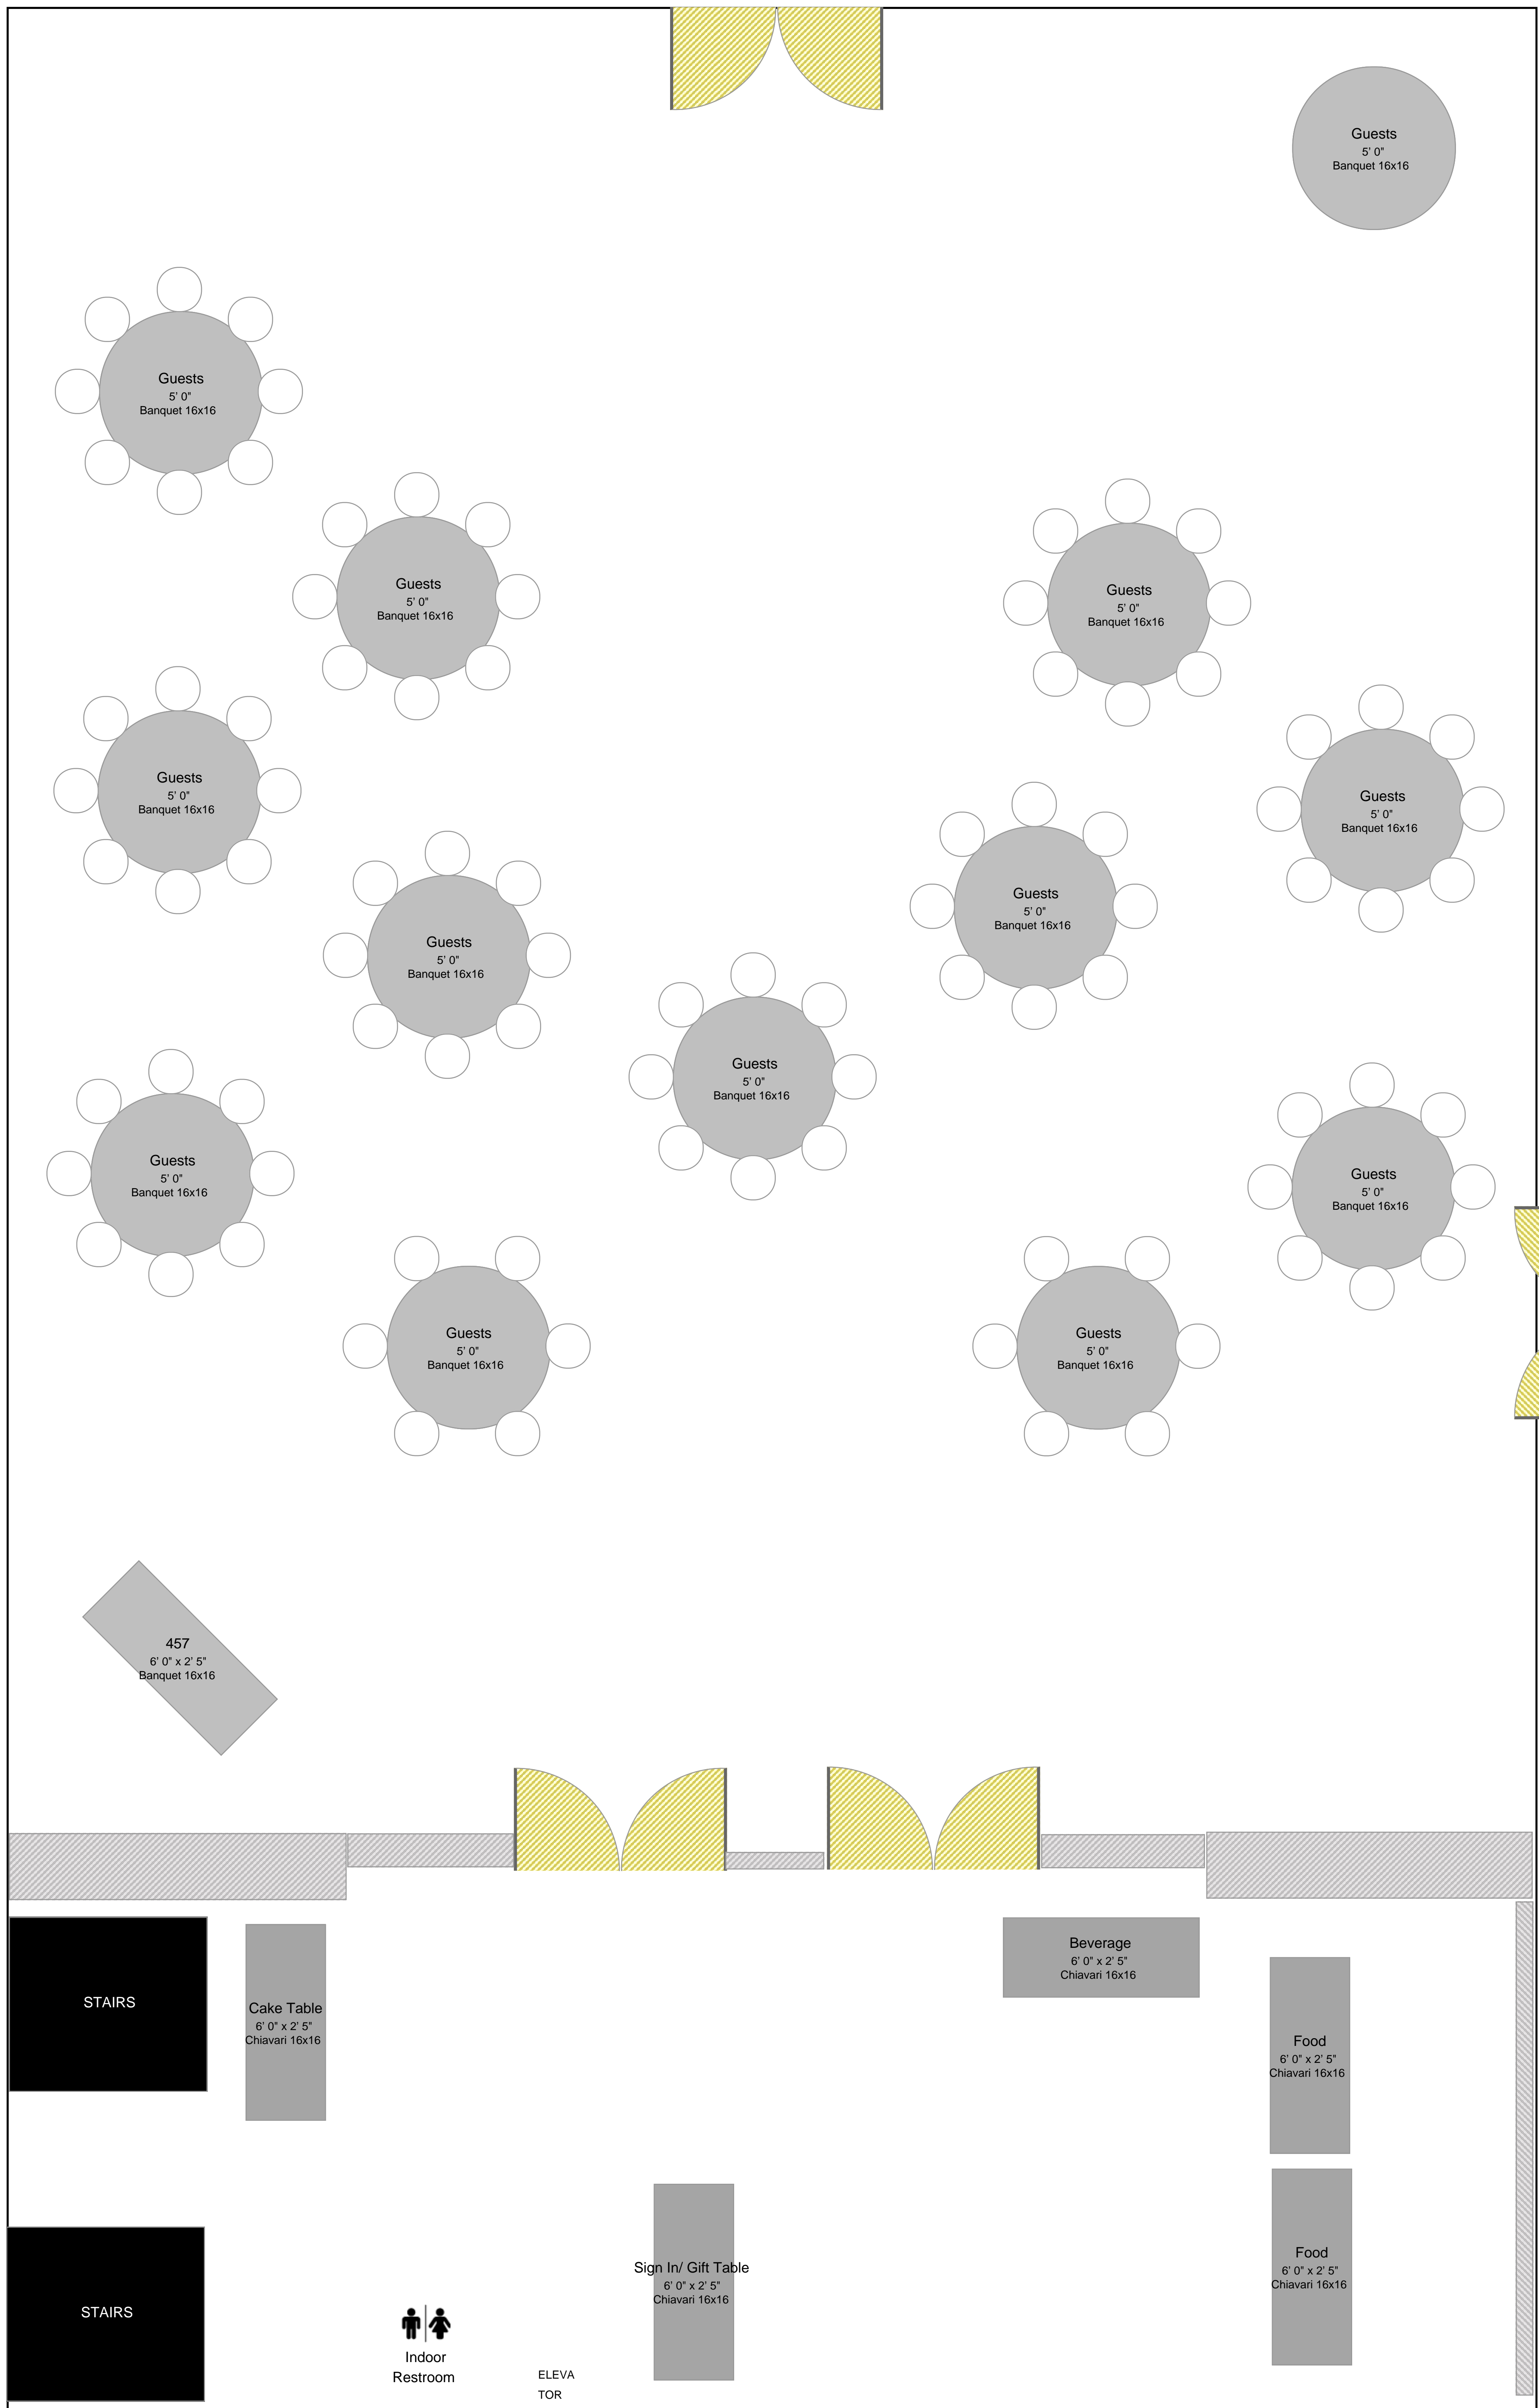 Guests
5' 0"
Banquet 16x16
Guests
5' 0"
Banquet 16x16
Guests
5' 0"
Banquet 16x16
Guests
5' 0"
Banquet 16x16
Guests
5' 0"
Banquet 16x16
Guests
5' 0"
Banquet 16x16
Guests
5' 0"
Banquet 16x16
Guests
5' 0"
Banquet 16x16
Guests
5' 0"
Banquet 16x16
Guests
5' 0"
Banquet 16x16
Guests
5' 0"
Banquet 16x16
Guests
5' 0"
Banquet 16x16
Guests
5' 0"
Banquet 16x16
457
6' 0" x 2' 5"
Banquet 16x16
Beverage
6' 0" x 2' 5"
Chiavari 16x16
STAIRS
Cake Table
6' 0" x 2' 5"
Chiavari 16x16
Food
6' 0" x 2' 5"
Chiavari 16x16
Food
6' 0" x 2' 5"
Chiavari 16x16
Sign In/ Gift Table
6' 0" x 2' 5"
Chiavari 16x16
STAIRS
Indoor
Restroom
ELEVA
TOR